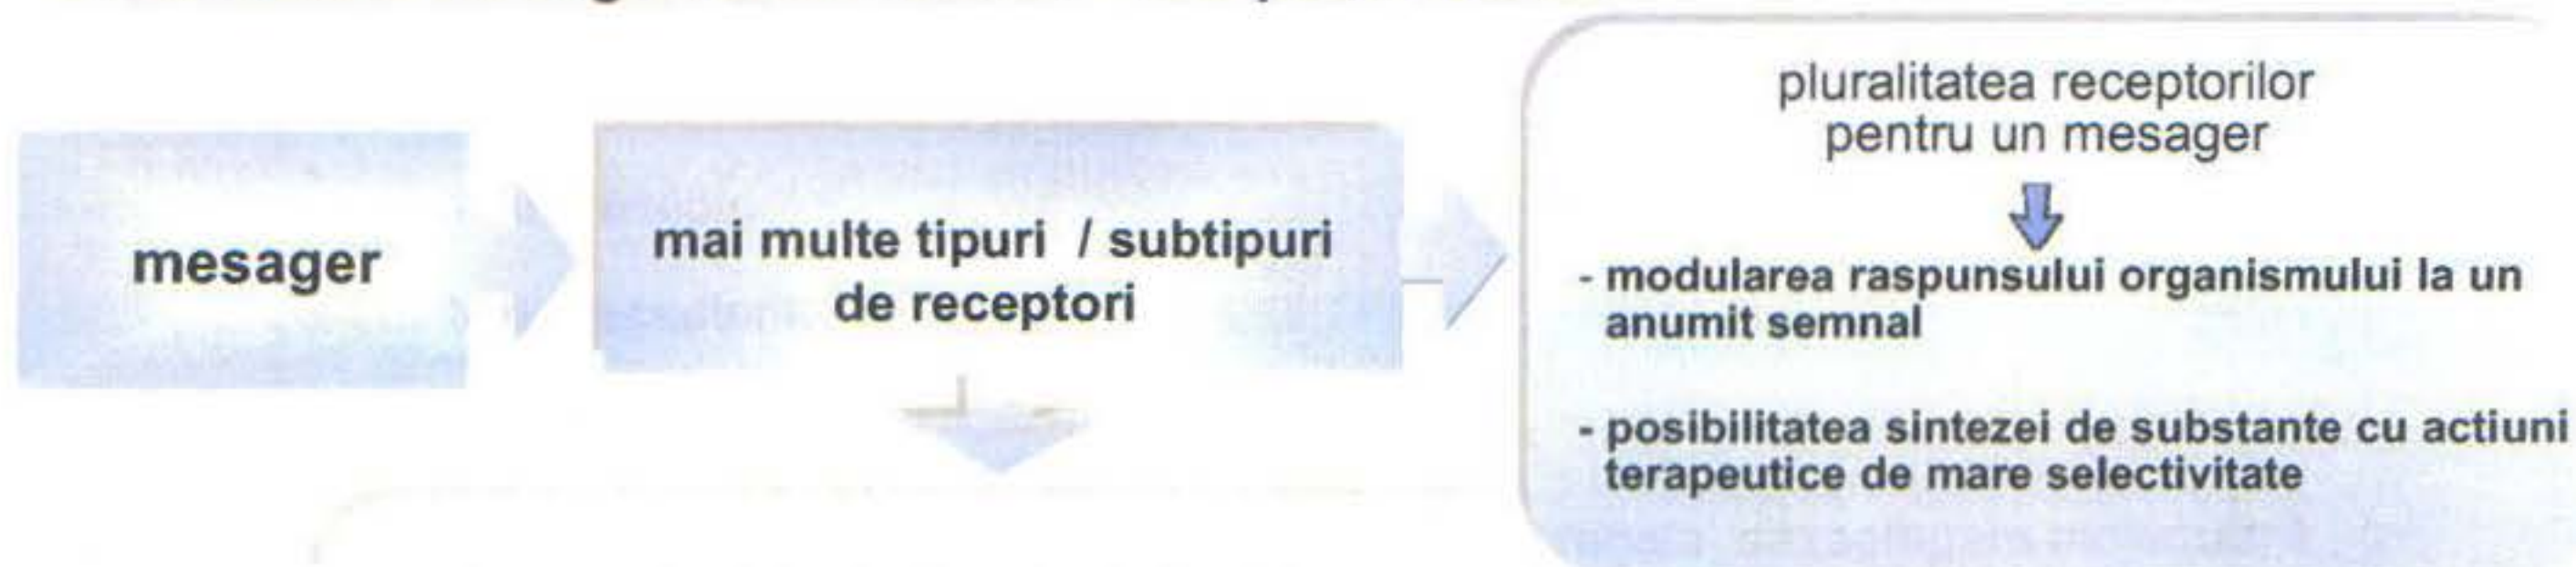 mesager
mai multe tipuri / subtipuri
de receptori
pluralitatea receptorilor
pentru un mesager
- modularea raspunsului organismului la un
anumit semnal
- posibilitatea sintezei de substante cu actiuni
terapeutice de mare selectivitate